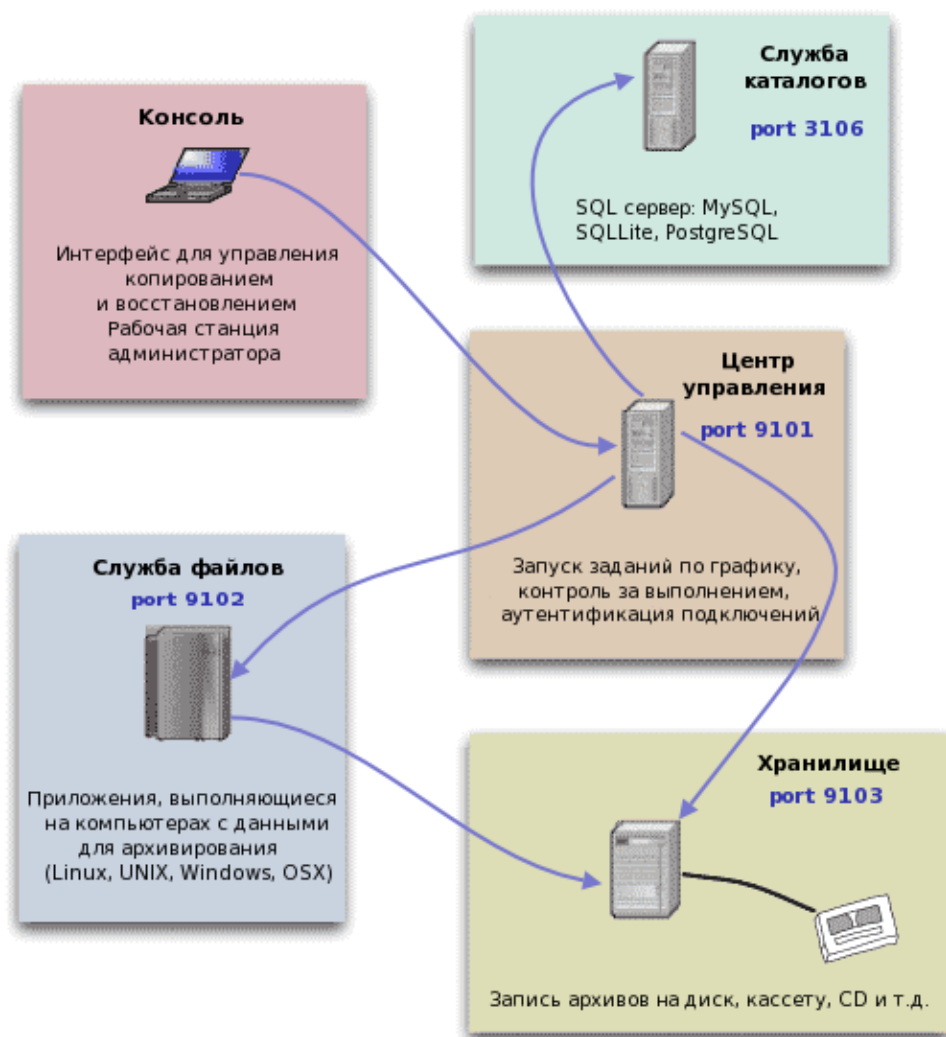 Консоль
Интерфейс для управления
копированием
и восстановлением
Рабочая станция
администратора
Служба
каталогов
port 3106
SQL сервер: MySQL,
SQLLite, PostgreSQL
Центр
управления
port 9101
Запуск заданий по графику,
контроль за выполнением,
аутентификация подключений
Служба файлов
port 9102
Приложения, выполняющиеся
на компьютерах с данными
для архивирования
(Linux, UNIX, Windows, OSX)
Хранилище
port 9103
Запись архивов на диск, кассету, CD и т.д.